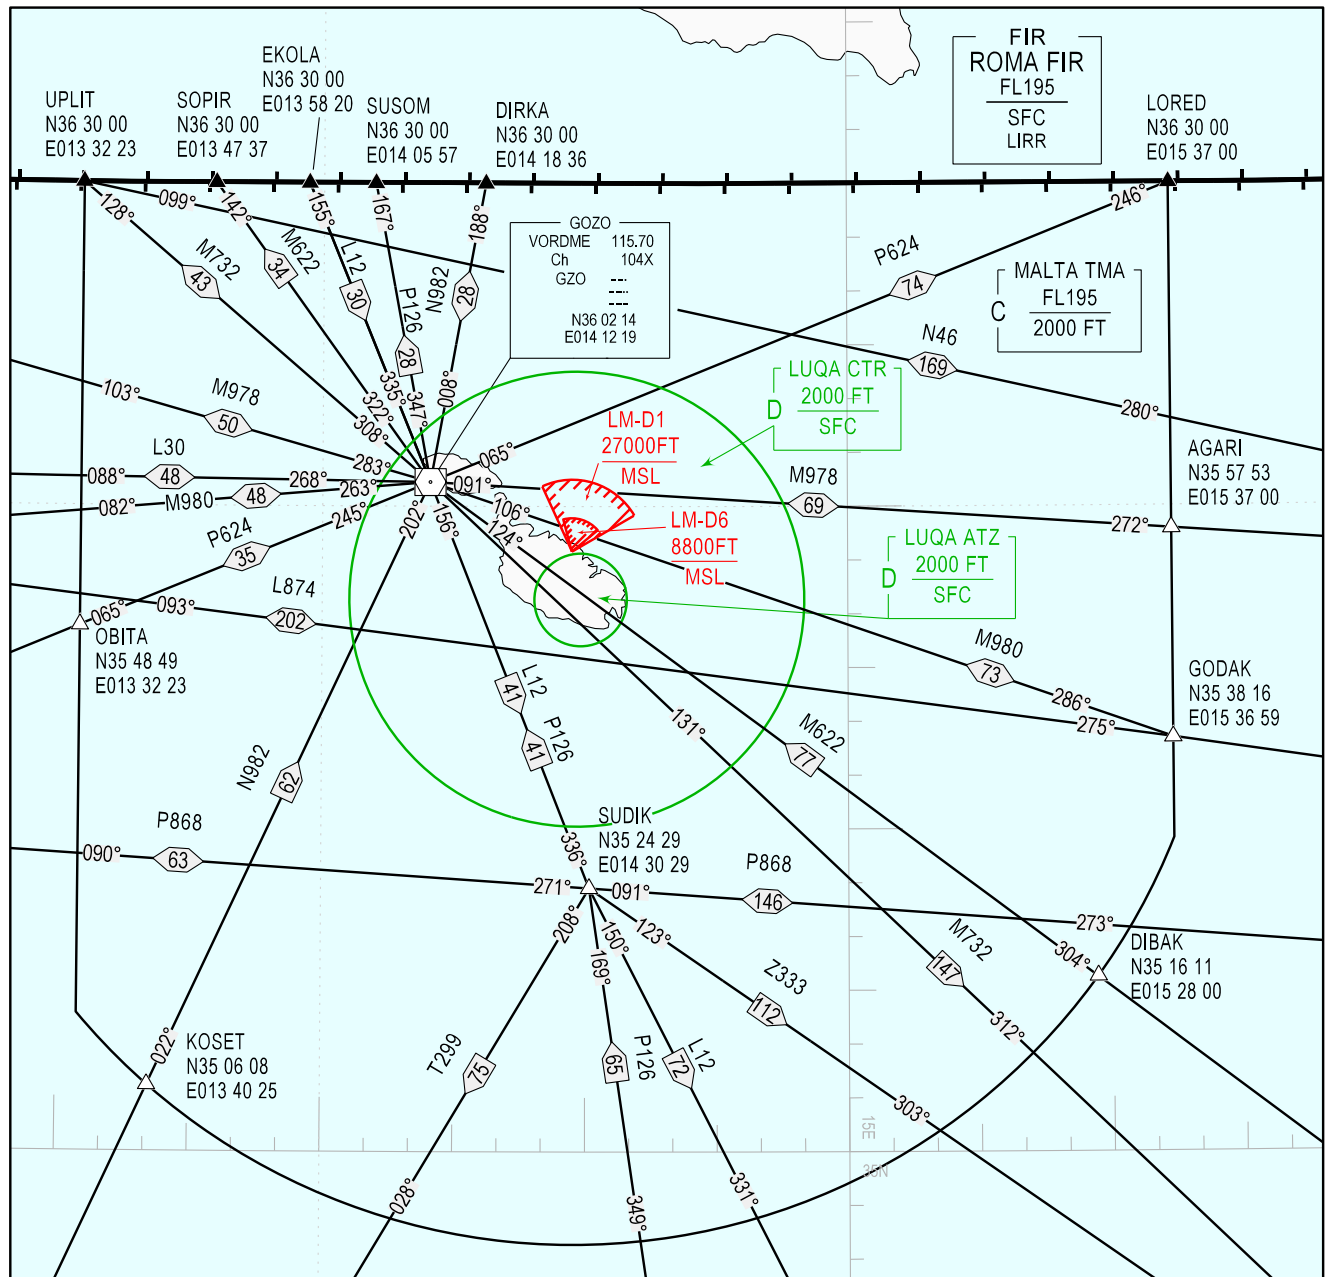 FIR
ROMA FIR
FL195
SFC
LIRR
EKOLA
N36 30 00
E013 58 20
UPLIT
N36 30 00
E013 32 23
SOPIR
N36 30 00
E013 47 37
SUSOM
N36 30 00
E014 05 57
DIRKA
N36 30 00
E014 18 36
LORED
N36 30 00
E015 37 00
128°
099°
142°
155°
167°
188°
246°
M732
43
M622
34
L12
30
P126
28
N982
28
GOZO
VORDME 115.70
Ch 104X
GZO
N36 02 14
E014 12 19
P624
74
MALTA TMA
C
FL195
2000 FT
N46
169
280°
LUQA CTR
D
2000 FT
SFC
LM-D1
27000FT
MSL
LM-D6
8800FT
MSL
LUQA ATZ
D
2000 FT
SFC
103°
M978
50
283°
308°
322°
335°
347°
008°
065°
L30
088°
48
268°
082°
M980
48
263°
P624
35
245°
202°
156°
124°
106°
091°
M978
69
272°
AGARI
N35 57 53
E015 37 00
065°
093°
L874
202
OBITA
N35 48 49
E013 32 23
M980
73
286°
275°
GODAK
N35 38 16
E015 36 59
L12
41
P126
41
131°
M622
77
N982
62
P868
090°
63
271°
336°
SUDIK
N35 24 29
E014 30 29
091°
P868
146
273°
208°
169°
150°
123°
Z333
112
M732
147
304°
DIBAK
N35 16 11
E015 28 00
312°
022°
KOSET
N35 06 08
E013 40 25
T299
75
P126
65
L12
72
303°
15E
35N
028°
349°
331°